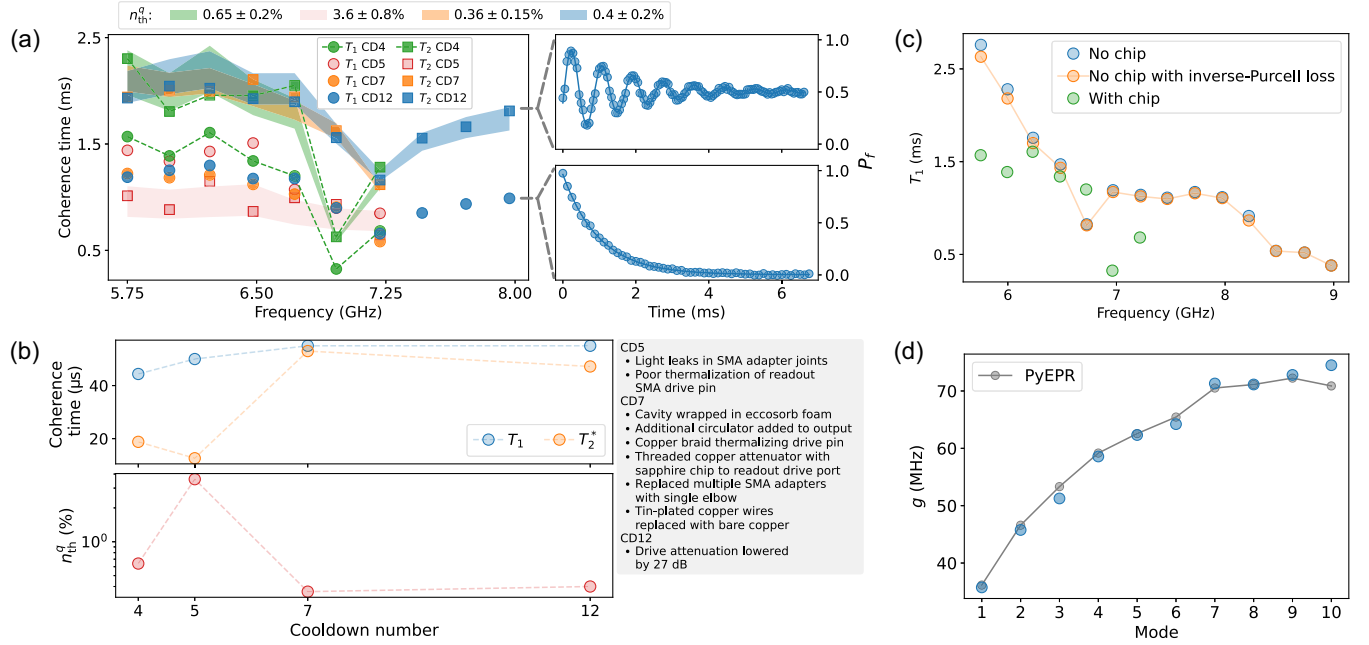 n_th^q: 0.65 ± 0.2% 3.6 ± 0.8% 0.36 ± 0.15% 0.4 ± 0.2%
(a)
2.5
1.5
0.5
Coherence time (ms)
T₁ CD4 T₂ CD4
T₁ CD5 T₂ CD5
T₁ CD7 T₂ CD7
T₁ CD12 T₂ CD12
5.75 6.50 7.25 8.00
Frequency (GHz)
1.0
0.5
0.0
P_f
1.0
0.5
0.0
0 2 4 6
Time (ms)
(c)
2.5
1.5
0.5
T₁ (ms)
No chip
No chip with inverse-Purcell loss
With chip
6 7 8 9
Frequency (GHz)
(b)
Coherence
time (μs)
40
20
T₁ T₂*
n_th^q (%)
10⁰
4 5 7 12
Cooldown number
CD5
• Light leaks in SMA adapter joints
• Poor thermalization of readout
SMA drive pin
CD7
• Cavity wrapped in eccosorb foam
• Additional circulator added to output
• Copper braid thermalizing drive pin
• Threaded copper attenuator with
sapphire chip to readout drive port
• Replaced multiple SMA adapters
with single elbow
• Tin-plated copper wires
replaced with bare copper
CD12
• Drive attenuation lowered
by 27 dB
(d)
70
60
50
40
g (MHz)
PyEPR
1 2 3 4 5 6 7 8 9 10
Mode